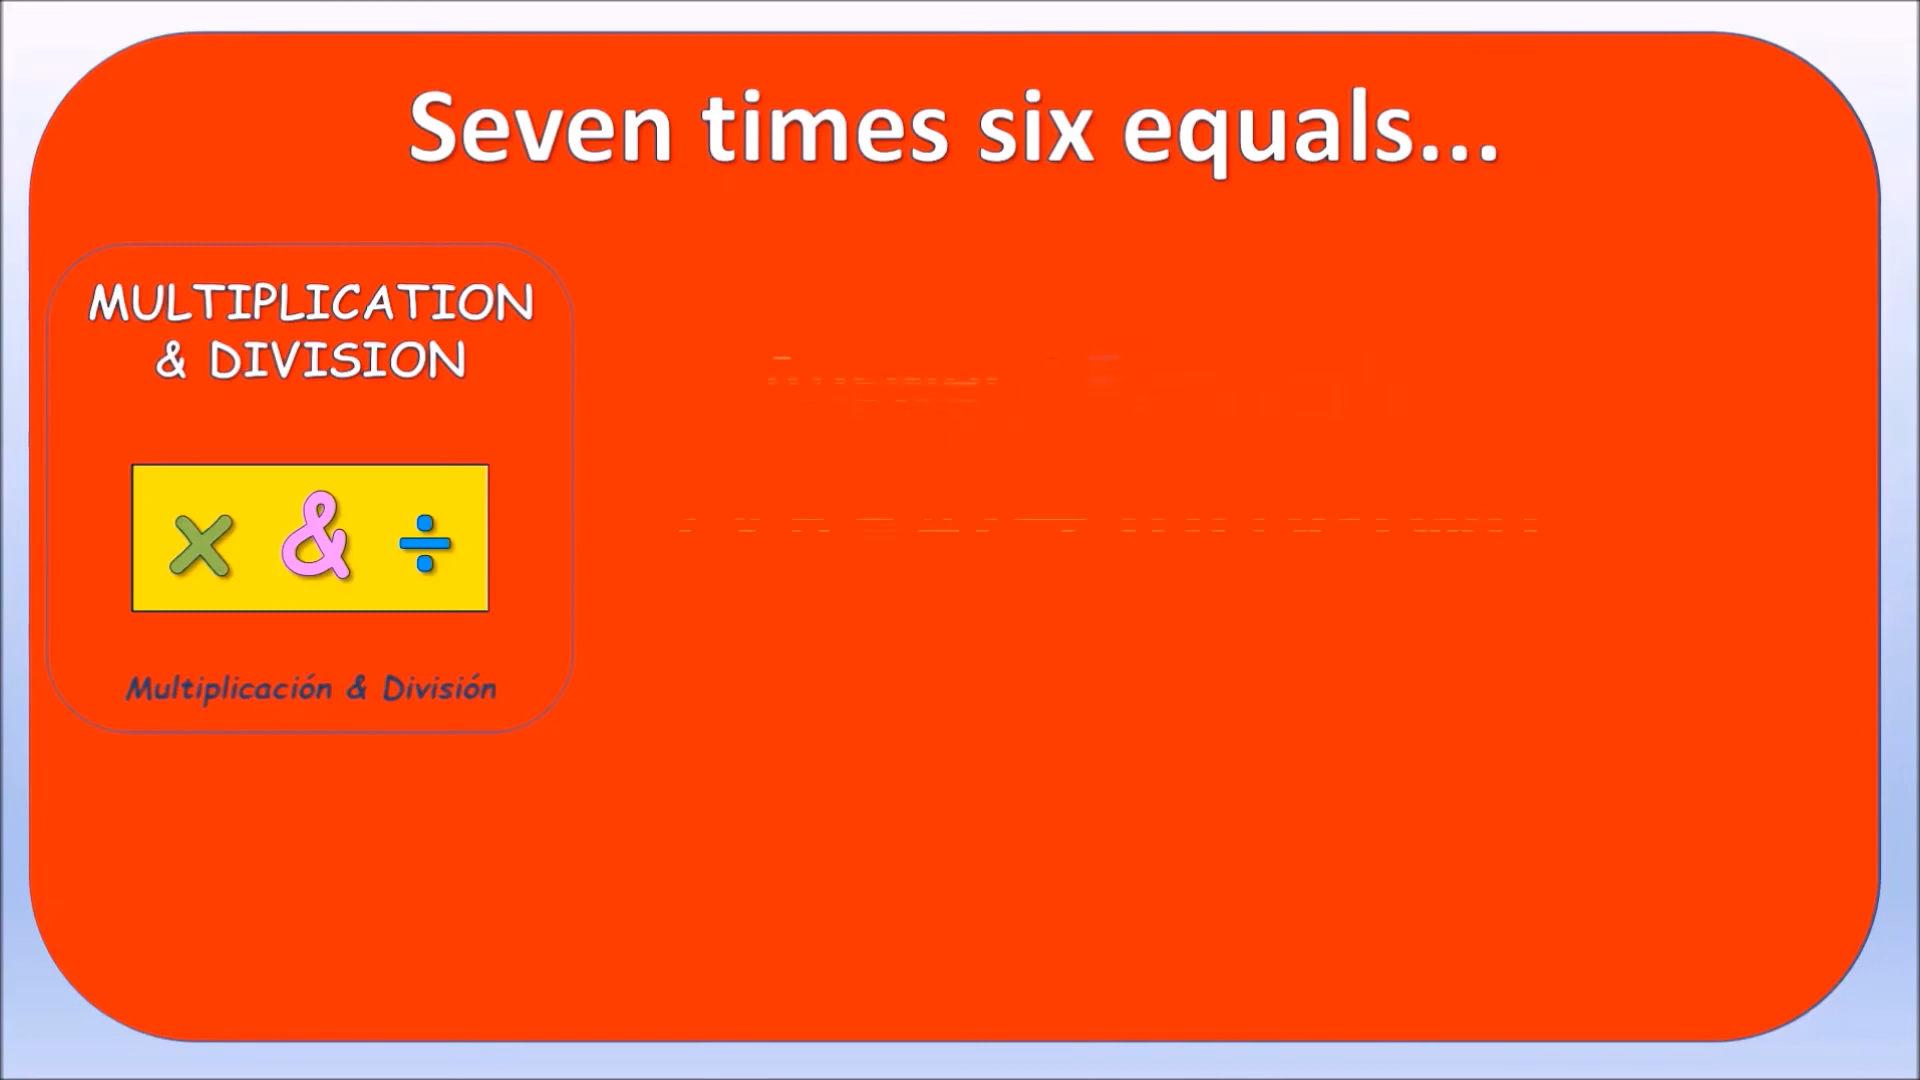 Seven times six equals...
MULTIPLICATION
& DIVISION
× & ÷
Multiplicación & División